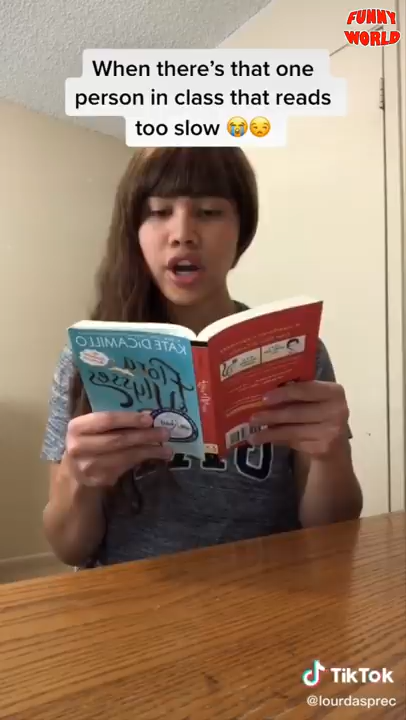 FUNNY
WORLD
When there's that one
person in class that reads
too slow 😭😒
KATE DICAMILLO
Flora
& Ulysses
TikTok
@lourdasprec